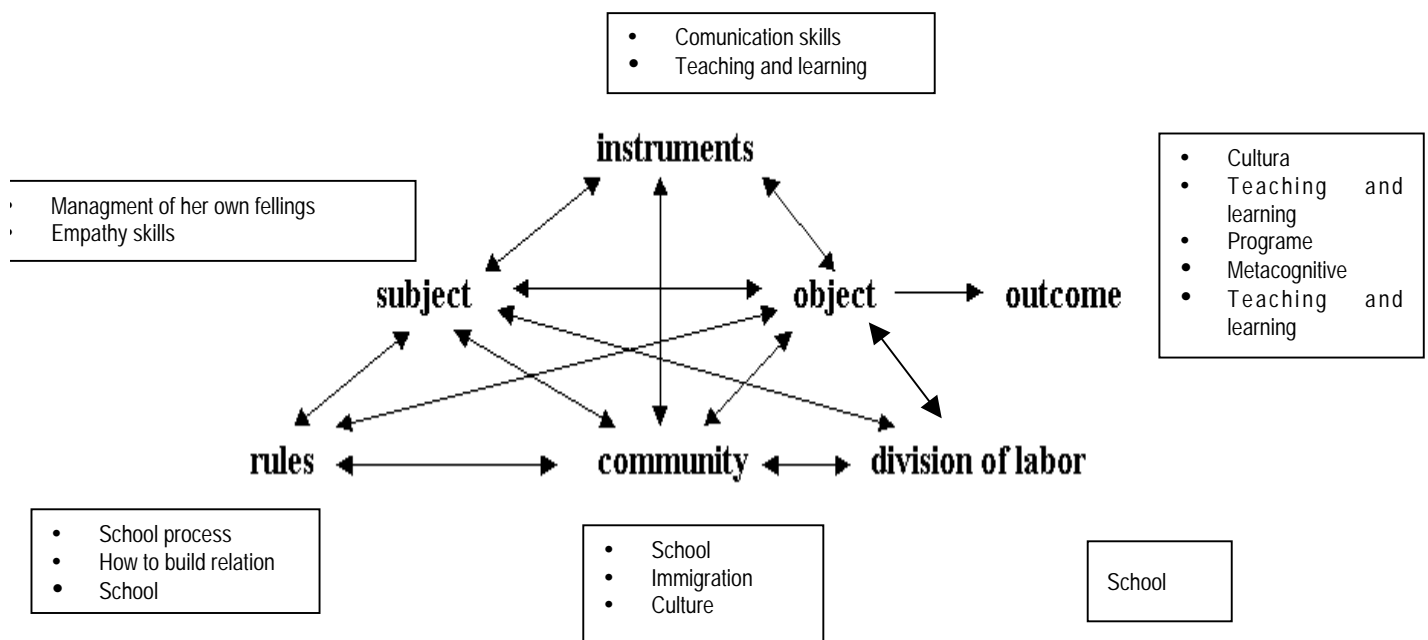 • Comunication skills
• Teaching and learning
instruments
• Managment of her own fellings
• Empathy skills
• Cultura
• Teaching and
learning
• Programe
• Metacognitive
• Teaching and
learning
subject
object
outcome
rules
community
division of labor
• School process
• How to build relation
• School
• School
• Immigration
• Culture
School